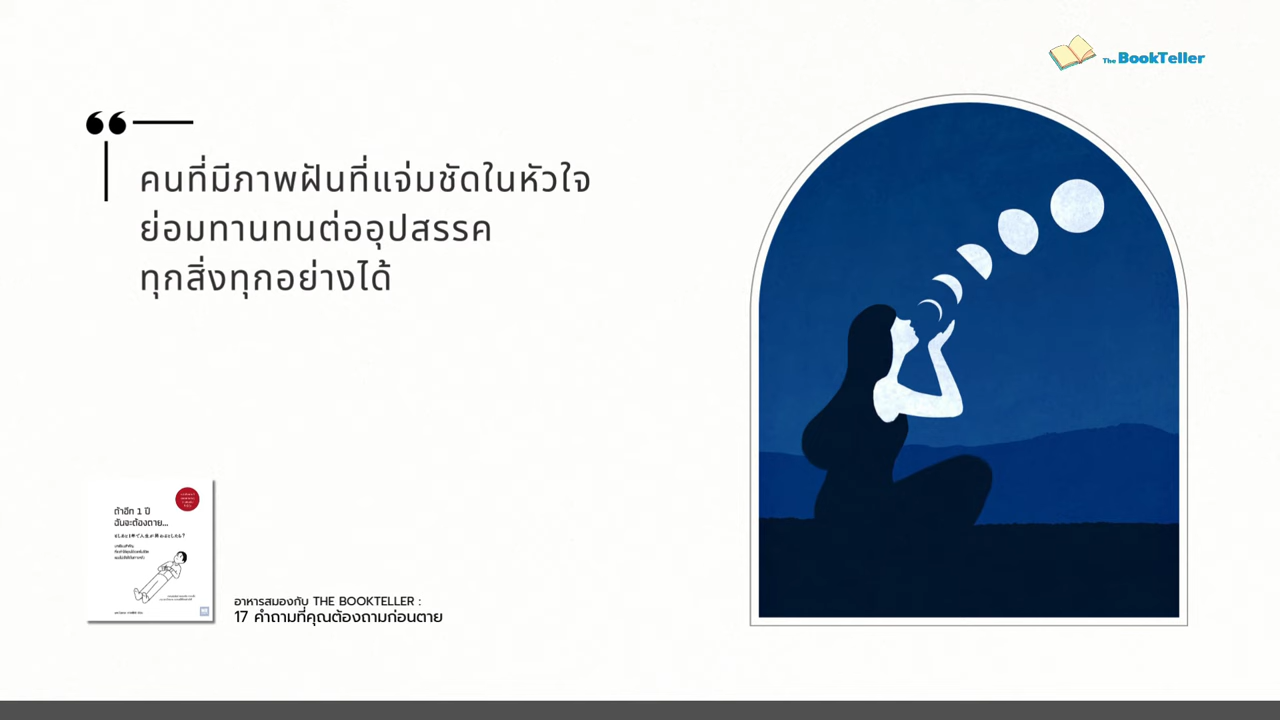 The BookTeller
คนที่มีภาพฝันที่แจ่มชัดในหัวใจ
ย่อมทานทนต่ออุปสรรค
ทุกสิ่งทุกอย่างได้
ถ้าอีก 1 ปี
ฉันจะต้องตาย...
อาหารสมองกับ THE BOOKTELLER :
17 คำถามที่คุณต้องถามก่อนตาย